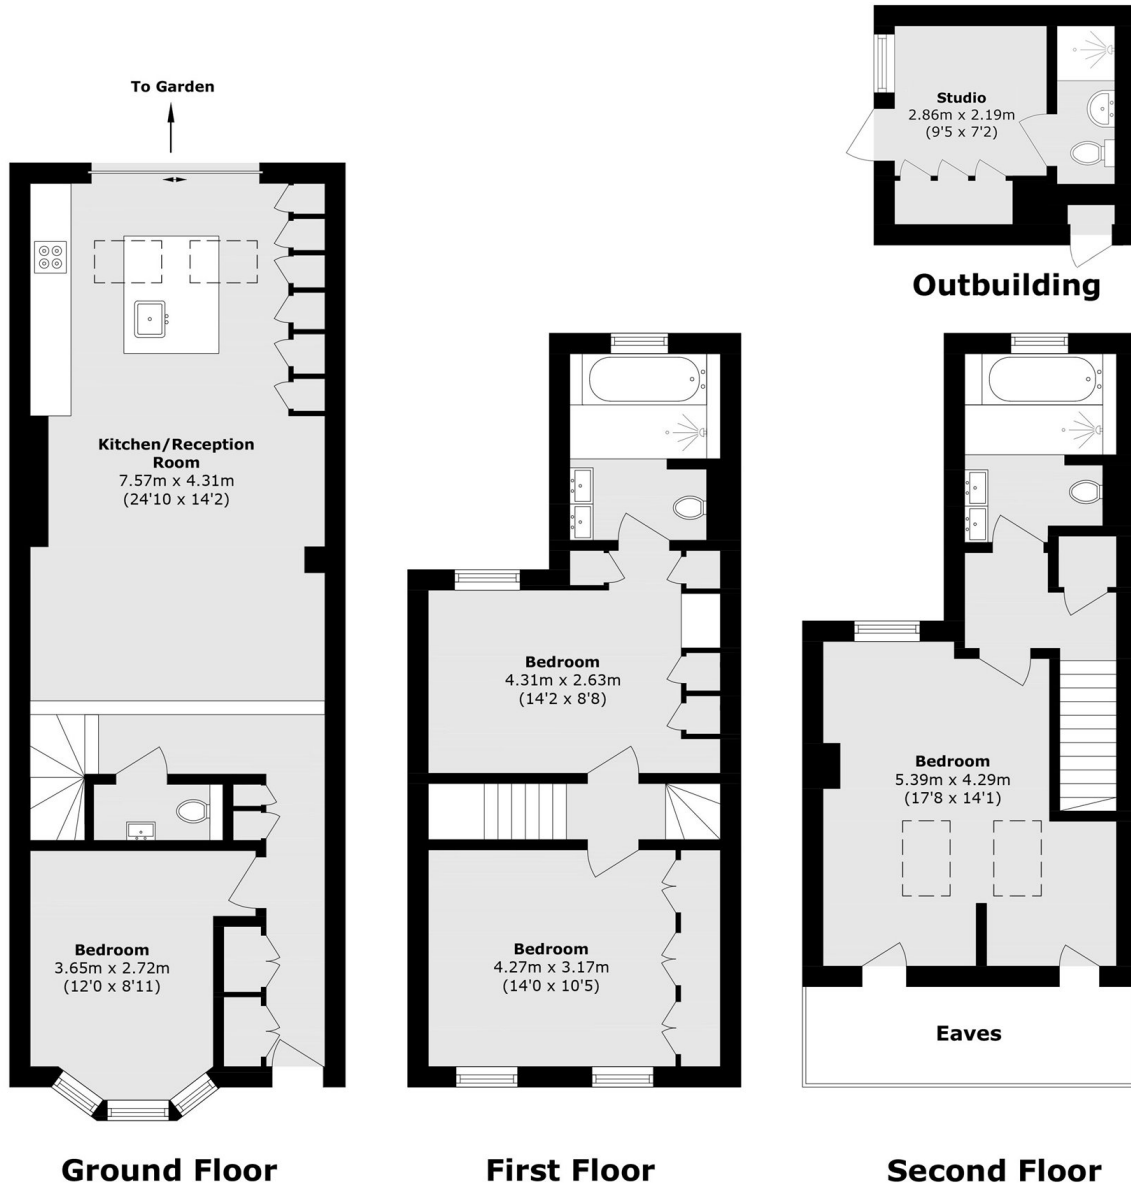 To Garden
Studio
2.86m x 2.19m
(9'5 x 7'2)
Outbuilding
Kitchen/Reception
Room
7.57m x 4.31m
(24'10 x 14'2)
Bedroom
3.65m x 2.72m
(12'0 x 8'11)
Ground Floor
Bedroom
4.31m x 2.63m
(14'2 x 8'8)
Bedroom
4.27m x 3.17m
(14'0 x 10'5)
First Floor
Bedroom
5.39m x 4.29m
(17'8 x 14'1)
Eaves
Second Floor